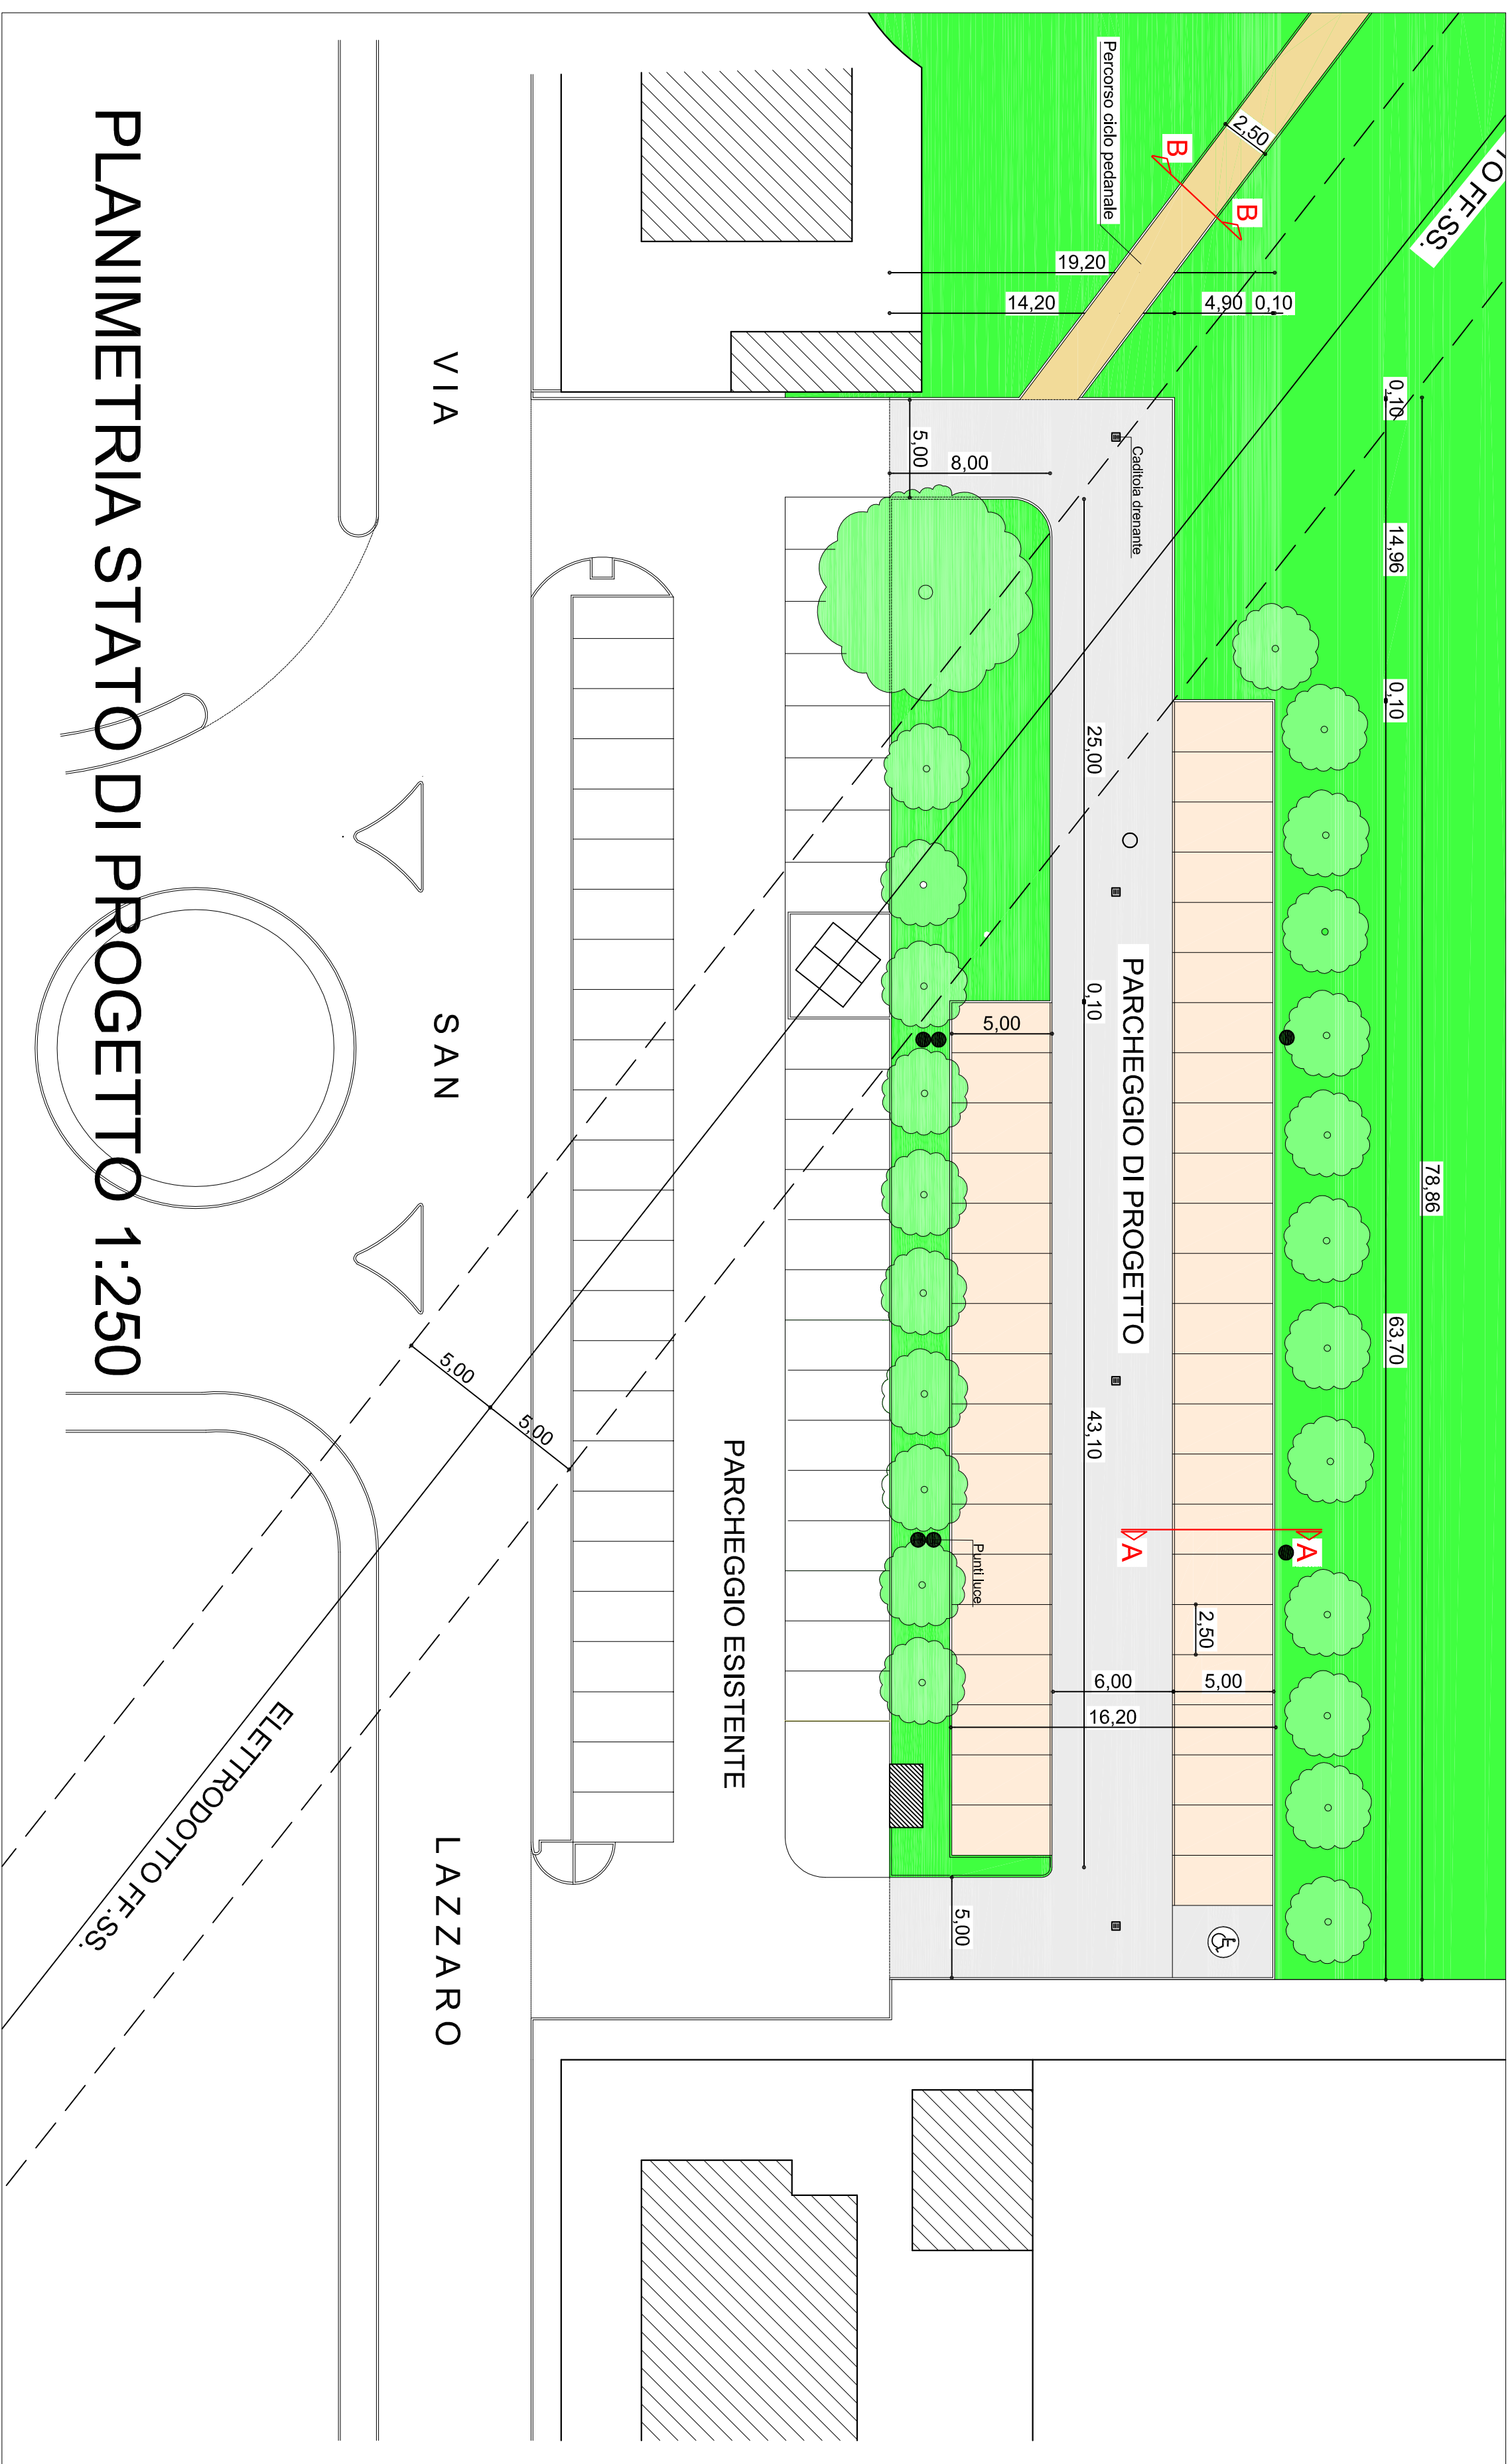 PLANIMETRIA STATO DI PROGETTO 1:250
VIA SAN LAZZARO
PARCHEGGIO ESISTENTE
PARCHEGGIO DI PROGETTO
Percorso ciclo pedanale
Caditoia drenante
Punti luce
ELETTRODOTTO FF.SS.
TO FF.SS.
B
B
A
A
2,50
19,20
14,20
4,90
0,10
0,10
14,96
0,10
78,86
63,70
5,00
8,00
25,00
0,10
5,00
43,10
2,50
6,00
5,00
16,20
5,00
5,00
5,00